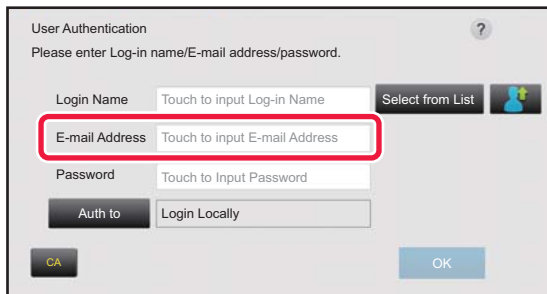 User Authentication
?
Please enter Log-in name/E-mail address/password.
Login Name Touch to input Log-in Name Select from List
E-mail Address Touch to input E-mail Address
Password Touch to Input Password
Auth to Login Locally
CA OK